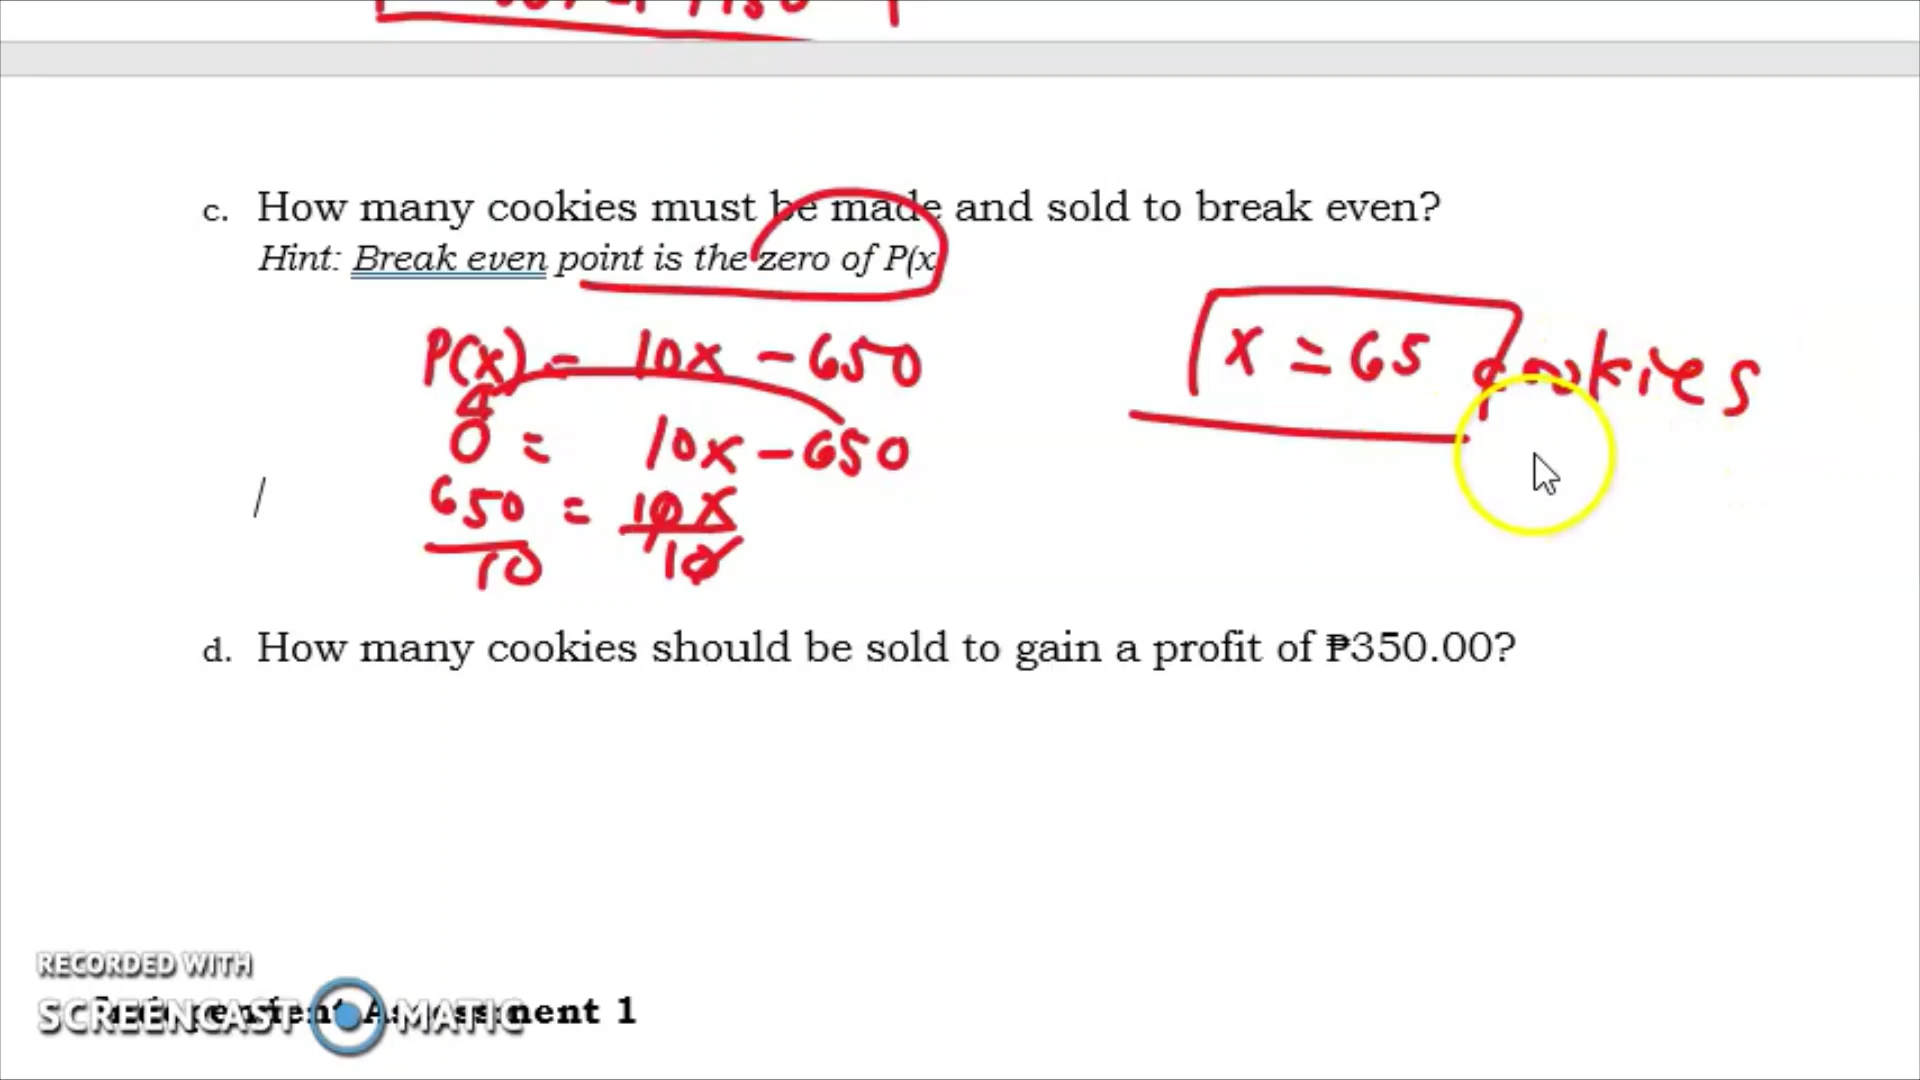 c. How many cookies must be made and sold to break even?
Hint: Break even point is the zero of P(x
P(x) = 10x - 650
x = 65 cookies
0 = 10x - 650
/
650 = 10x
10 10
d. How many cookies should be sold to gain a profit of ₱350.00?
RECORDED WITH
SCREENCAST MATIC
Assessment 1